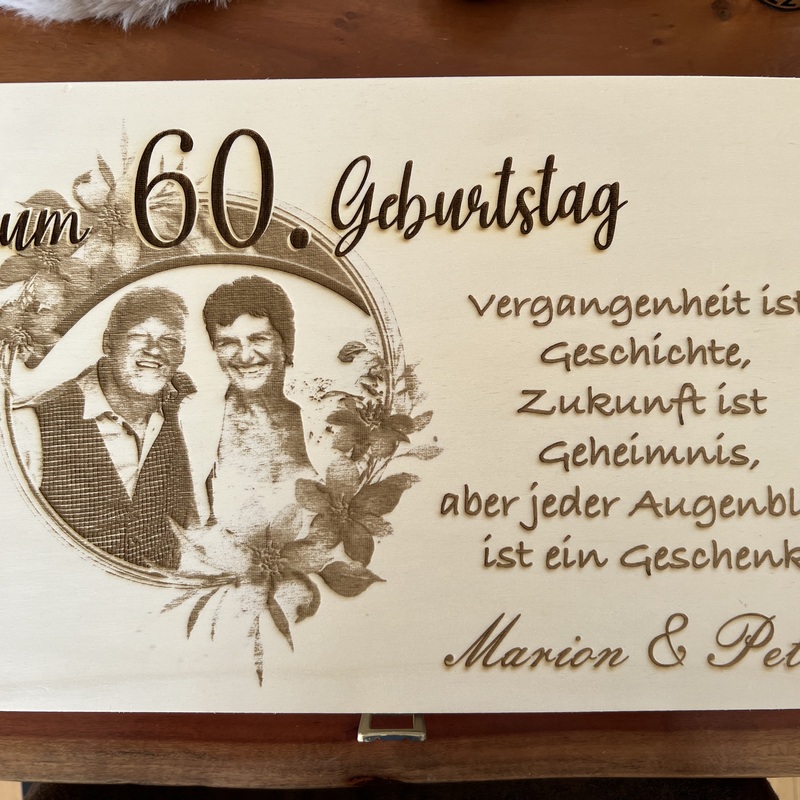 um 60. Geburtstag
Vergangenheit ist
Geschichte,
Zukunft ist
Geheimnis,
aber jeder Augenbl
ist ein Geschenk
Marion & Pet